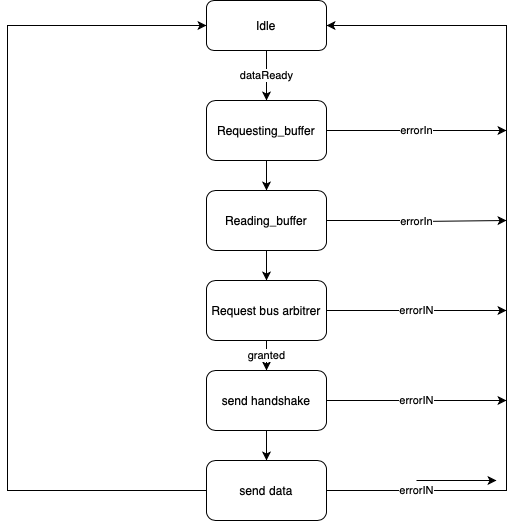 Idle
dataReady
Requesting_buffer
errorIn
Reading_buffer
errorIn
Request bus arbitrer
errorIN
granted
send handshake
errorIN
send data
errorIN